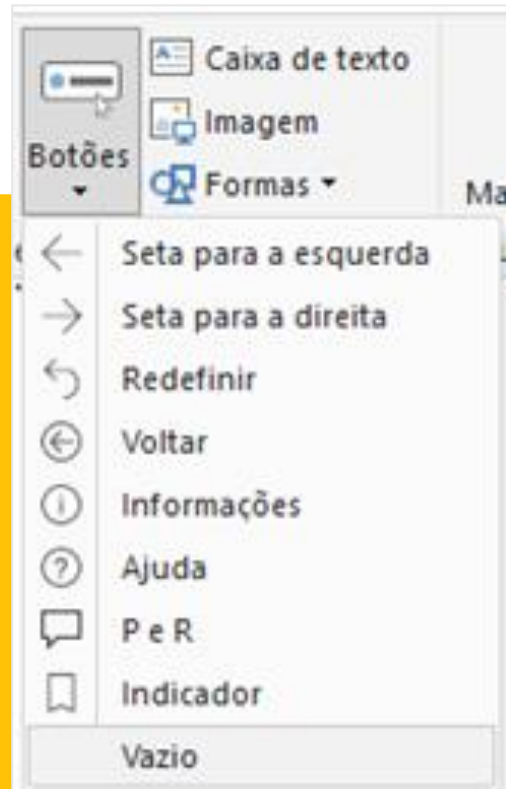 Caixa de texto
Imagem
Botões
Formas
Ma
Seta para a esquerda
Seta para a direita
Redefinir
Voltar
Informações
Ajuda
P e R
Indicador
Vazio